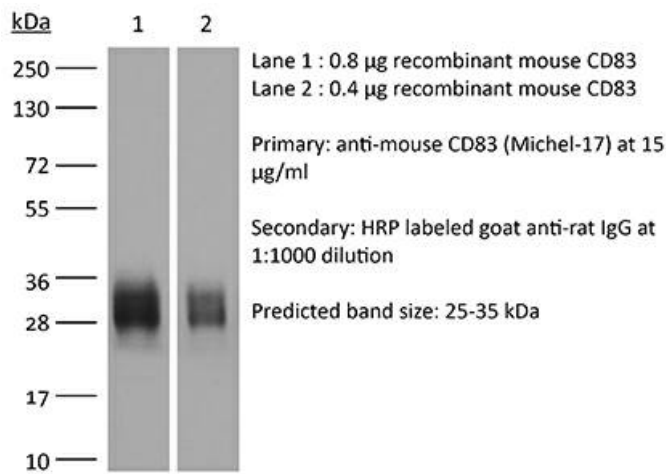 kDa
1 2
250
130
72
55
36
28
17
10
Lane 1 : 0.8 µg recombinant mouse CD83
Lane 2 : 0.4 µg recombinant mouse CD83
Primary: anti-mouse CD83 (Michel-17) at 15
µg/ml
Secondary: HRP labeled goat anti-rat IgG at
1:1000 dilution
Predicted band size: 25-35 kDa